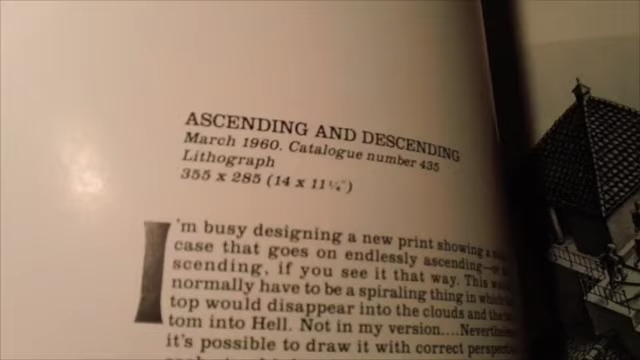 ASCENDING AND DESCENDING
March 1960. Catalogue number 435
Lithograph
355 x 285 (14 x 11¼")
I'm busy designing a new print showing a
case that goes on endlessly ascending—or
scending, if you see it that way. This
normally have to be a spiraling thing in which
top would disappear into the clouds and the
tom into Hell. Not in my version....Nevertheless
it's possible to draw it with correct